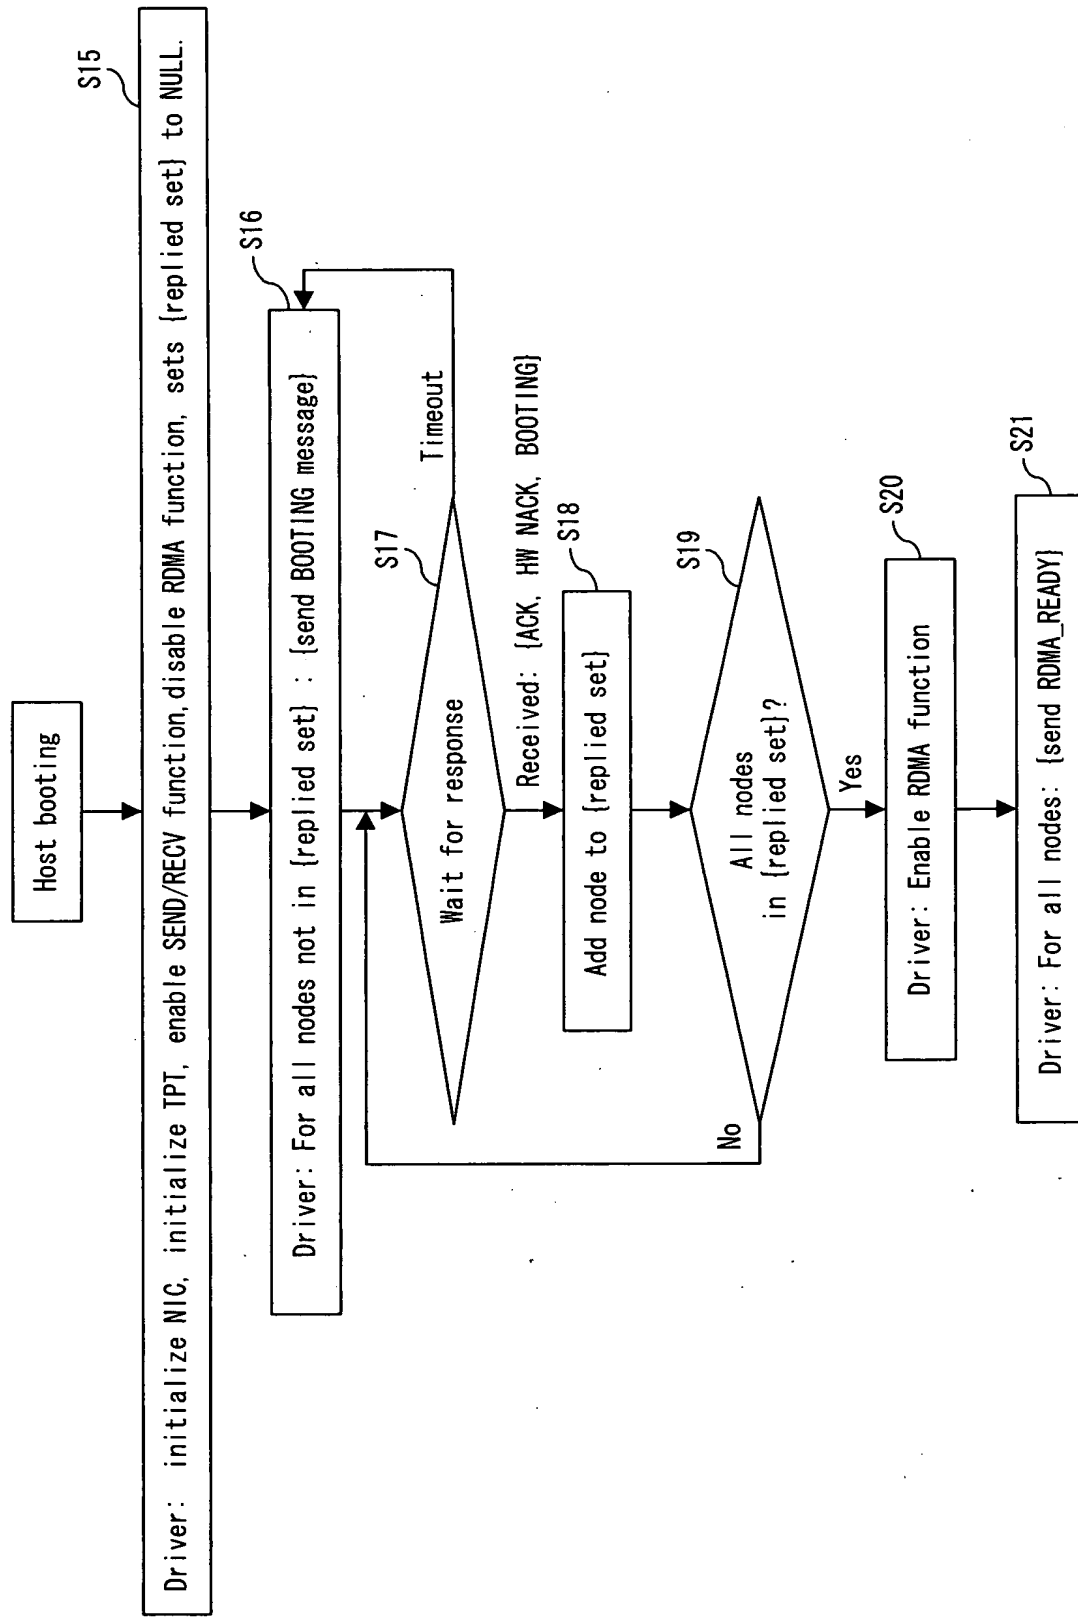 Host booting
S15
Driver: initialize NIC, initialize TPT, enable SEND/RECV function,disable RDMA function, sets {replied set} to NULL.
S16
Driver: For all nodes not in {replied set} : {send BOOTING message}
S17
Timeout
Wait for response
Received: {ACK, HW NACK, BOOTING}
S18
Add node to {replied set}
S19
All nodes
in {replied set}?
No
Yes
S20
Driver: Enable RDMA function
S21
Driver: For all nodes: {send RDMA_READY}